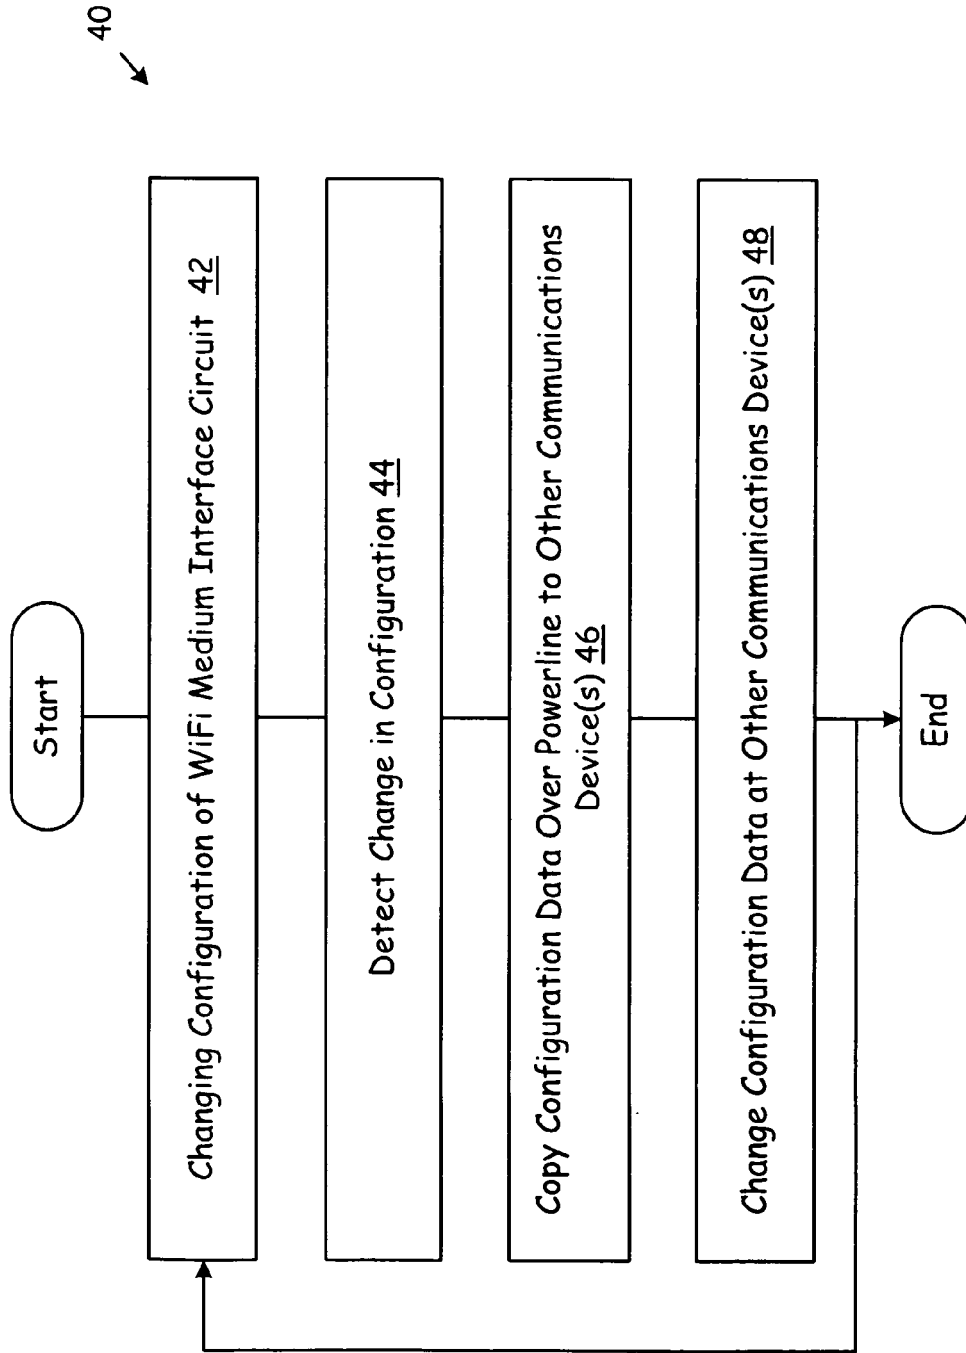 40
Start
Changing Configuration of WiFi Medium Interface Circuit 42
Detect Change in Configuration 44
Copy Configuration Data Over Powerline to Other Communications
Device(s) 46
Change Configuration Data at Other Communications Device(s) 48
End